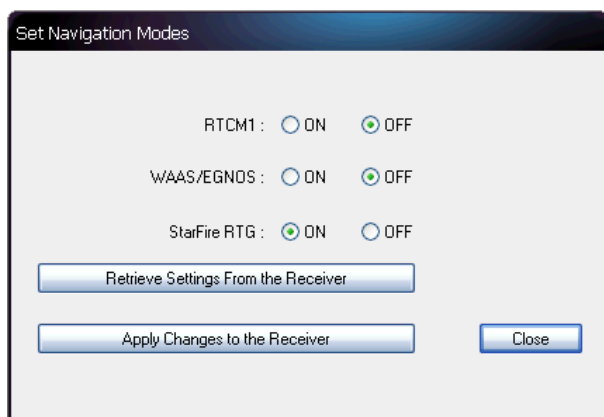 Set Navigation Modes
RTCM1 : ON OFF
WAAS/EGNOS : ON OFF
StarFire RTG : ON OFF
Retrieve Settings From the Receiver
Apply Changes to the Receiver Close